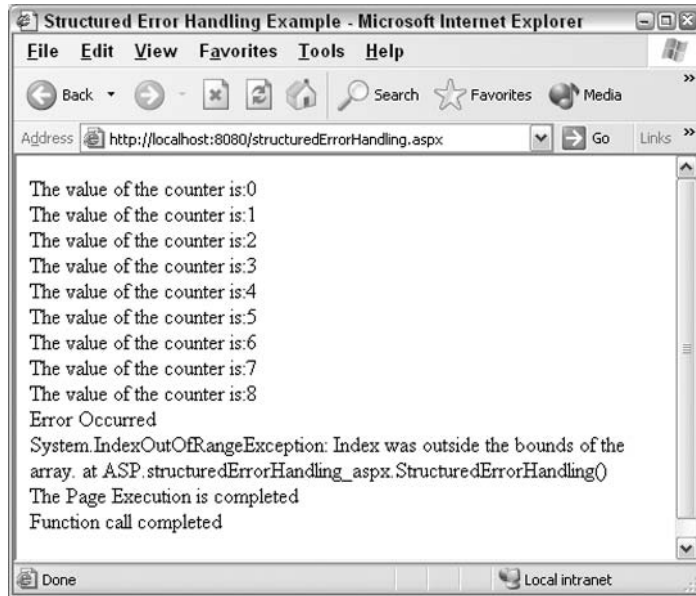 Structured Error Handling Example - Microsoft Internet Explorer
File Edit View Favorites Tools Help
Back Search Favorites Media »
Address http://localhost:8080/structuredErrorHandling.aspx Go Links »
The value of the counter is:0
The value of the counter is:1
The value of the counter is:2
The value of the counter is:3
The value of the counter is:4
The value of the counter is:5
The value of the counter is:6
The value of the counter is:7
The value of the counter is:8
Error Occurred
System.IndexOutOfRangeException: Index was outside the bounds of the
array. at ASP.structuredErrorHandling_aspx.StructuredErrorHandling()
The Page Execution is completed
Function call completed
Done Local intranet